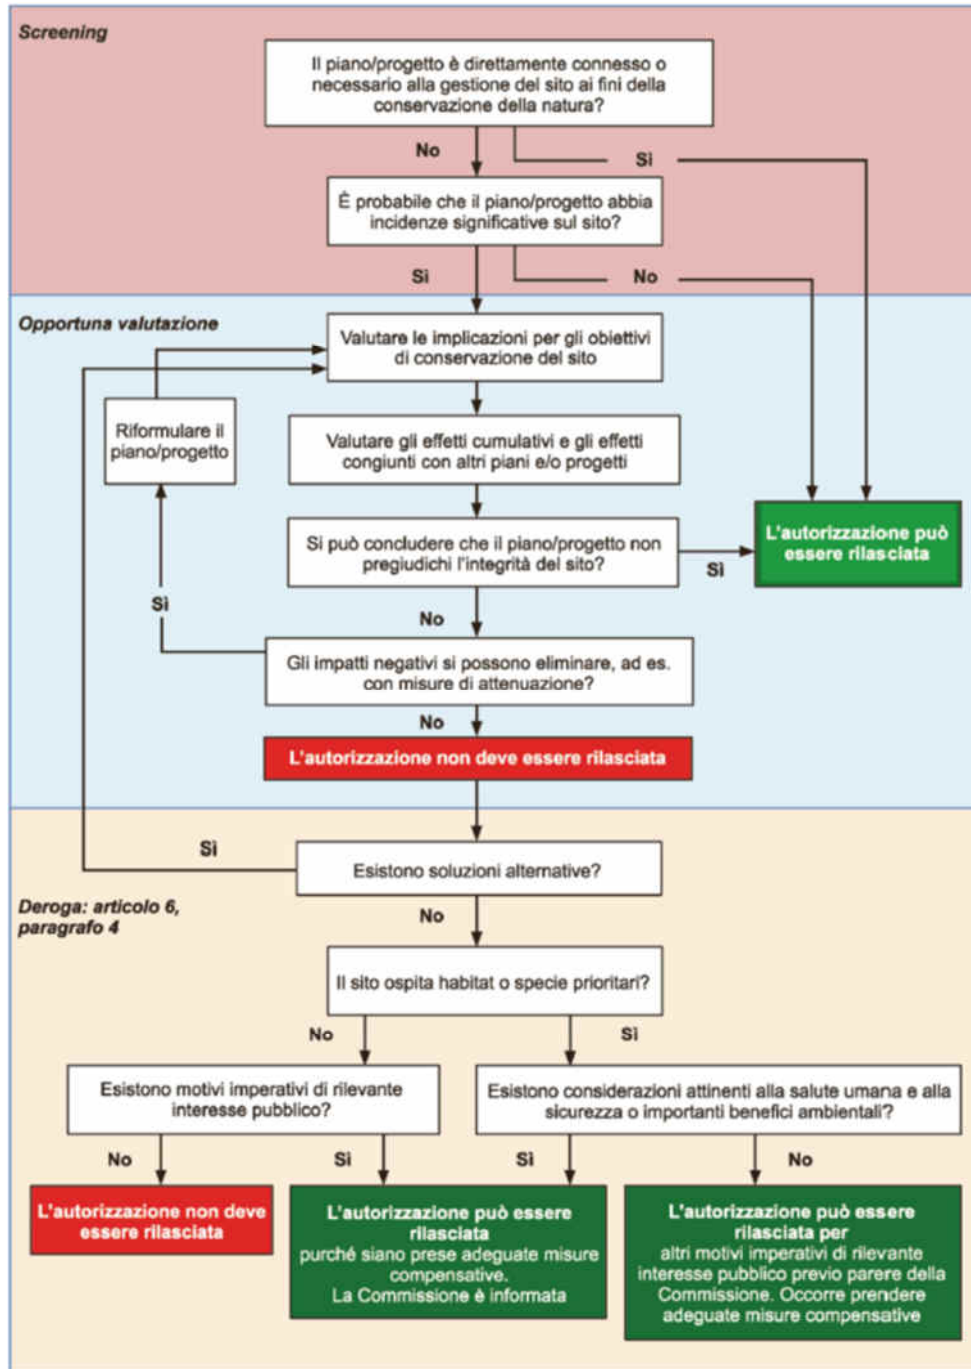 Screening
Il piano/progetto è direttamente connesso o
necessario alla gestione del sito ai fini della
conservazione della natura?
No
Sì
È probabile che il piano/progetto abbia
incidenze significative sul sito?
Sì
No
Opportuna valutazione
Valutare le implicazioni per gli obiettivi
di conservazione del sito
Riformulare il
piano/progetto
Valutare gli effetti cumulativi e gli effetti
congiunti con altri piani e/o progetti
L'autorizzazione può
essere rilasciata
Si può concludere che il piano/progetto non
pregiudichi l'integrità del sito?
Sì
Sì
No
Gli impatti negativi si possono eliminare, ad es.
con misure di attenuazione?
No
L'autorizzazione non deve essere rilasciata
Sì
Esistono soluzioni alternative?
Deroga: articolo 6,
paragrafo 4
No
Il sito ospita habitat o specie prioritari?
No
Sì
Esistono motivi imperativi di rilevante
interesse pubblico?
Esistono considerazioni attinenti alla salute umana e alla
sicurezza o importanti benefici ambientali?
No
Sì
Sì
No
L'autorizzazione non deve
essere rilasciata
L'autorizzazione può essere
rilasciata
purché siano prese adeguate misure
compensative.
La Commissione è informata
L'autorizzazione può essere
rilasciata per
altri motivi imperativi di rilevante
interesse pubblico previo parere della
Commissione. Occorre prendere
adeguate misure compensative